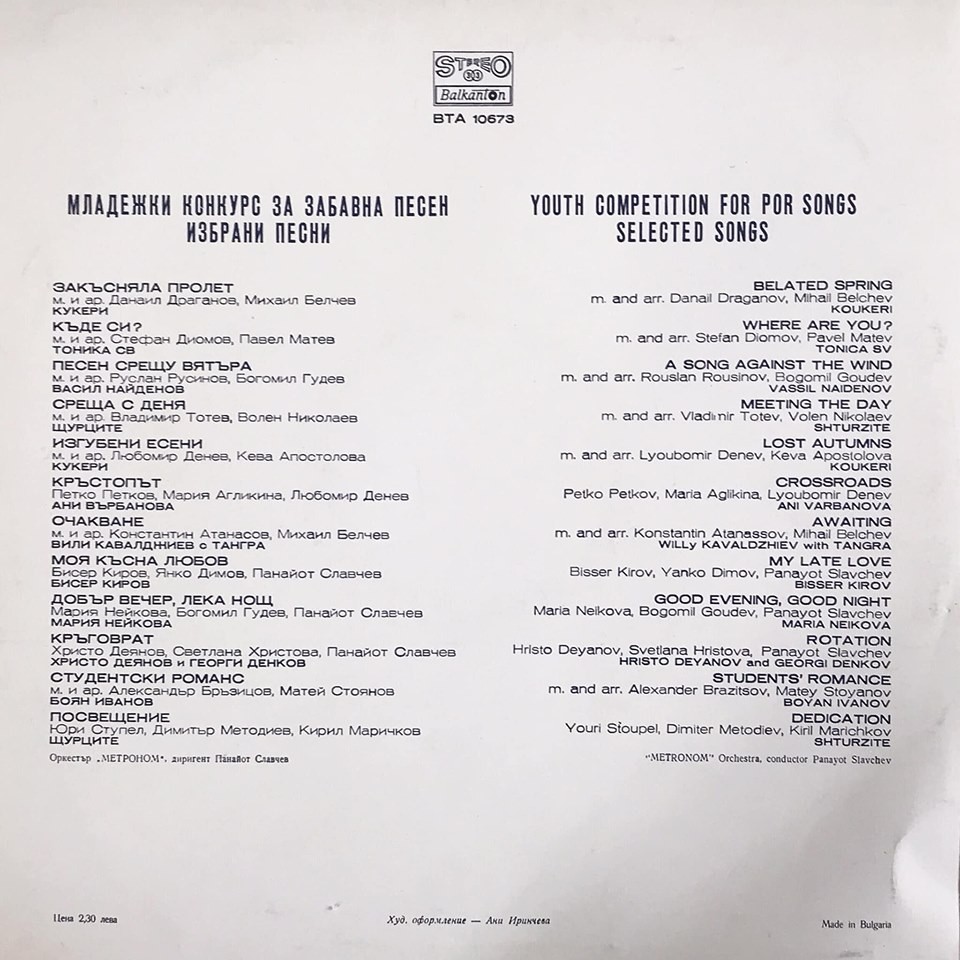 STEREO
33
Balkanton
BTA 10673
МЛАДЕЖКИ КОНКУРС ЗА ЗАБАВНА ПЕСЕН
ИЗБРАНИ ПЕСНИ
ЗАКЪСНЯЛА ПРОЛЕТ
м. и ар. Данаил Драганов, Михаил Белчев
КУКЕРИ
КЪДЕ СИ?
м. и ар. Стефан Диомов, Павел Матев
ТОНИКА СВ
ПЕСЕН СРЕЩУ ВЯТЪРА
м. и ар. Руслан Русинов, Богомил Гудев
ВАСИЛ НАЙДЕНОВ
СРЕЩА С ДЕНЯ
м. и ар. Владимир Тотев, Волен Николаев
ЩУРЦИТЕ
ИЗГУБЕНИ ЕСЕНИ
м. и ар. Любомир Денев, Кева Апостолова
КУКЕРИ
КРЪСТОПЪТ
Петко Петков, Мария Агликина, Любомир Денев
АНИ ВЪРБАНОВА
ОЧАКВАНЕ
м. и ар. Константин Атанасов, Михаил Белчев
ВИЛИ КАВАЛДЖИЕВ с ТАНГРА
МОЯ КЪСНА ЛЮБОВ
Бисер Киров, Янко Димов, Панайот Славчев
БИСЕР КИРОВ
ДОБЪР ВЕЧЕР, ЛЕКА НОЩ
Мария Нейкова, Богомил Гудев, Панайот Славчев
МАРИЯ НЕЙКОВА
КРЪГОВРАТ
Христо Деянов, Светлана Христова, Панайот Славчев
ХРИСТО ДЕЯНОВ и ГЕОРГИ ДЕНКОВ
СТУДЕНТСКИ РОМАНС
м. и ар. Александър Бръзицов, Матей Стоянов
БОЯН ИВАНОВ
ПОСВЕЩЕНИЕ
Юри Ступел, Димитър Методиев, Кирил Маричков
ЩУРЦИТЕ
Оркестър „МЕТРОНОМ“, диригент Панайот Славчев
YOUTH COMPETITION FOR POR SONGS
SELECTED SONGS
BELATED SPRING
m. and arr. Danail Draganov, Mihail Belchev
KOUKERI
WHERE ARE YOU?
m. and arr. Stefan Diomov, Pavel Matev
TONICA SV
A SONG AGAINST THE WIND
m. and arr. Rouslan Rousinov, Bogomil Goudev
VASSIL NAIDENOV
MEETING THE DAY
m. and arr. Vladimir Totev, Volen Nikolaev
SHTURZITE
LOST AUTUMNS
m. and arr. Lyoubomir Denev, Keva Apostolova
KOUKERI
CROSSROADS
Petko Petkov, Maria Aglikina, Lyoubomir Denev
ANI VARBANOVA
AWAITING
m. and arr. Konstantin Atanassov, Mihail Belchev
WILLy KAVALDZHIEV with TANGRA
MY LATE LOVE
Bisser Kirov, Yanko Dimov, Panayot Slavchev
BISSER KIROV
GOOD EVENING, GOOD NIGHT
Maria Neikova, Bogomil Goudev, Panayot Slavchev
MARIA NEIKOVA
ROTATION
Hristo Deyanov, Svetlana Hristova, Panayot Slavchev
HRISTO DEYANOV and GEORGI DENKOV
STUDENTS' ROMANCE
m. and arr. Alexander Brazitsov, Matey Stoyanov
BOYAN IVANOV
DEDICATION
Youri Stoupel, Dimiter Metodiev, Kiril Marichkov
SHTURZITE
"METRONOM" Orchestra, conductor Panayot Slavchev
Цена 2,30 лева
Худ. оформление — Ани Иринчева
Made in Bulgaria